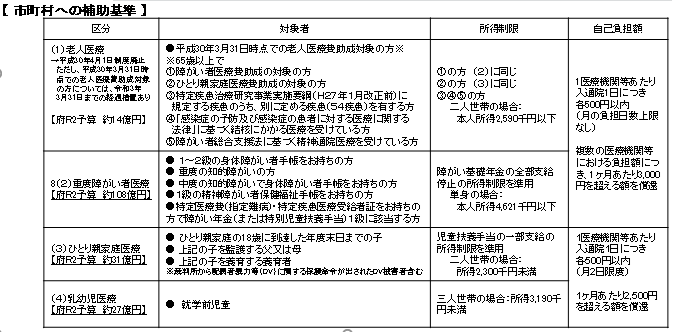 【 市町村への補助基準 】
区分
対象者
所得制限
自己負担額
(1)老人医療
→平成30年4月1日制度廃止
ただし、平成30年3月31日時
点での老人医療費助成対象
の方については、令和3年
3月31日までの経過措置あり
【府R2予算 約14億円】
●平成30年3月31日時点での老人医療費助成対象の方※
※65歳以上で
①障がい者医療費助成の対象の方
②ひとり親家庭医療費助成の対象の方
③特定疾患治療研究事業実施要綱(H27年1月改正前)に
規定する疾患のうち、別に定める疾患(54疾患)を有する方
④「感染症の予防及び感染症の患者に対する医療に関する
法律」に基づく結核にかかる医療を受けている方
⑤障がい者総合支援法に基づく精神通院医療を受けている方
①の方 (2)に同じ
②の方 (3)に同じ
③④⑤の方
二人世帯の場合:
本人所得2,590千円以下
1医療機関等あたり
入通院1日につき
各500円以内
(月の負担日数上限
なし)
複数の医療機関等
における負担額につ
き、1ヶ月あたり3,000
円を超える額を償還
8(2)重度障がい者医療
【府R2予算 約108億円】
● 1~2級の身体障がい者手帳をお持ちの方
● 重度の知的障がいの方
● 中度の知的障がいで身体障がい者手帳をお持ちの方
●1級の精神障がい者保健福祉手帳をお持ちの方
●特定医療費(指定難病)・特定疾患医療受給者証をお持ちの
方で障がい年金(または特別児童扶養手当)1級に該当する方
障がい基礎年金の全部支給
停止の所得制限を準用
単身の場合:
本人所得4,621千円以下
(3)ひとり親家庭医療
【府R2予算 約31億円】
● ひとり親家庭の18歳に到達した年度末日までの子
● 上記の子を監護する父又は母
● 上記の子を養育する養育者
※裁判所から配偶者暴力等(DV)に関する保護命令が出されたDV被害者含む
児童扶養手当の一部支給の
所得制限を準用
二人世帯の場合:
所得2,300千円未満
1医療機関等あたり
入通院1日につき
各500円以内
(月2日限度)
1ヶ月あたり2,500円
を超える額を償還
(4)乳幼児医療
【府R2予算 約27億円】
● 就学前児童
三人世帯の場合:所得3,190千
円未満